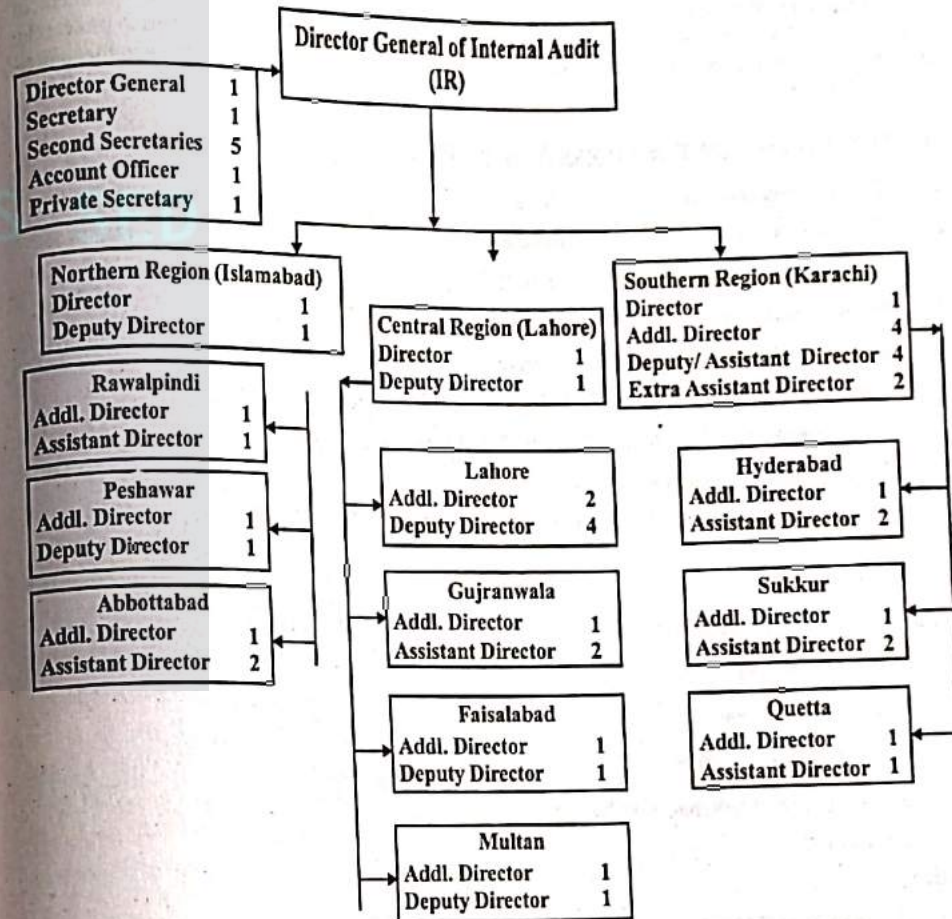 Director General of Internal Audit
(IR)
Director General 1
Secretary 1
Second Secretaries 5
Account Officer 1
Private Secretary 1
Northern Region (Islamabad)
Director 1
Deputy Director 1
Central Region (Lahore)
Director 1
Deputy Director 1
Southern Region (Karachi)
Director 1
Addl. Director 4
Deputy/ Assistant Director 4
Extra Assistant Director 2
Rawalpindi
Addl. Director 1
Assistant Director 1
Peshawar
Addl. Director 1
Deputy Director 1
Abbottabad
Addl. Director 1
Assistant Director 2
Lahore
Addl. Director 2
Deputy Director 4
Gujranwala
Addl. Director 1
Assistant Director 2
Faisalabad
Addl. Director 1
Deputy Director 1
Multan
Addl. Director 1
Deputy Director 1
Hyderabad
Addl. Director 1
Assistant Director 2
Sukkur
Addl. Director 1
Assistant Director 2
Quetta
Addl. Director 1
Assistant Director 1